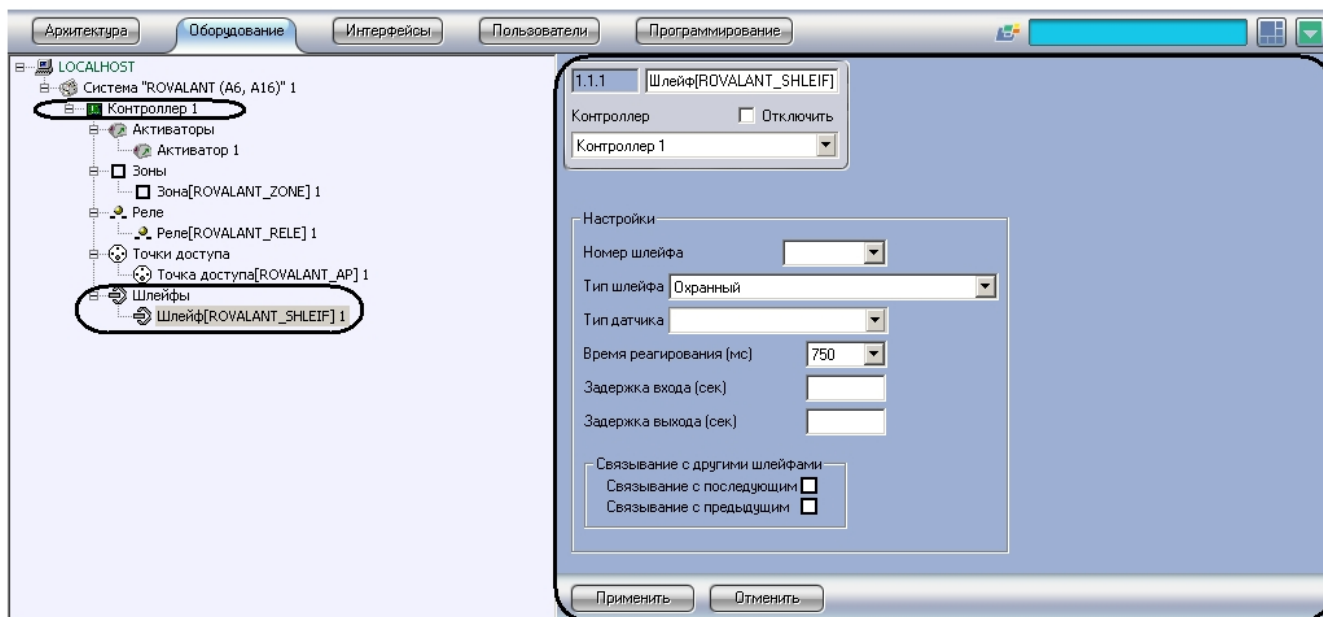 Архитектура
Оборудование
Интерфейсы
Пользователи
Программирование
LOCALHOST
Система "ROVALANT (A6, A16)" 1
Контроллер 1
Активаторы
Активатор 1
Зоны
Зона[ROVALANT_ZONE] 1
Реле
Реле[ROVALANT_RELE] 1
Точки доступа
Точка доступа[ROVALANT_AP] 1
Шлейфы
Шлейф[ROVALANT_SHLEIF] 1
1.1.1
Шлейф[ROVALANT_SHLEIF]
Контроллер
Отключить
Контроллер 1
Настройки
Номер шлейфа
Тип шлейфа Охранный
Тип датчика
Время реагирования (мс) 750
Задержка входа (сек)
Задержка выхода (сек)
Связывание с другими шлейфами
Связывание с последующим
Связывание с предыдущим
Применить
Отменить